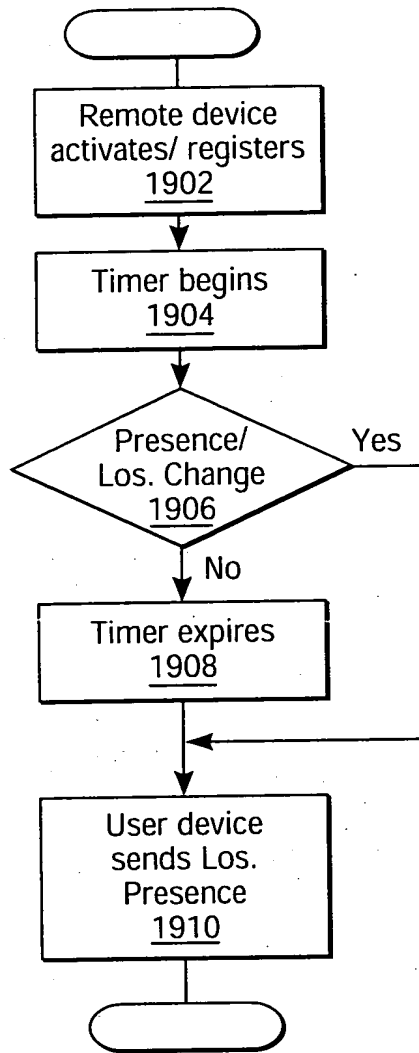 Remote device
activates/ registers
1902
Timer begins
1904
Presence/
Los. Change
1906
Yes
No
Timer expires
1908
User device
sends Los.
Presence
1910